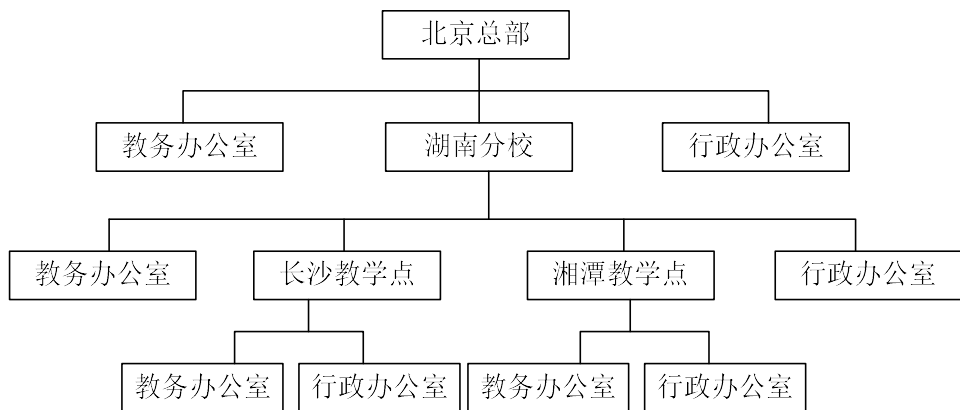 北京总部
教务办公室
湖南分校
行政办公室
教务办公室
长沙教学点
湘潭教学点
行政办公室
教务办公室
行政办公室
教务办公室
行政办公室